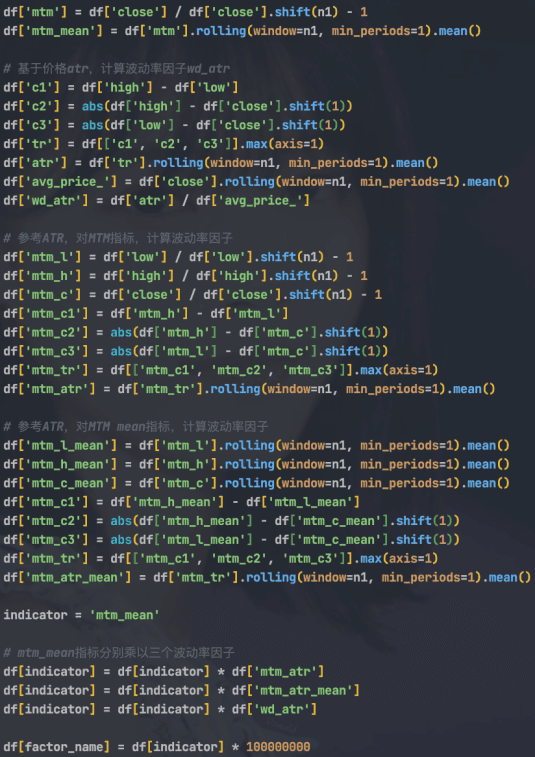 df['mtm'] = df['close'] / df['close'].shift(n1) - 1
df['mtm_mean'] = df['mtm'].rolling(window=n1, min_periods=1).mean()
# 基于价格atr，计算波动率因子wd_atr
df['c1'] = df['high'] - df['low']
df['c2'] = abs(df['high'] - df['close'].shift(1))
df['c3'] = abs(df['low'] - df['close'].shift(1))
df['tr'] = df[['c1', 'c2', 'c3']].max(axis=1)
df['atr'] = df['tr'].rolling(window=n1, min_periods=1).mean()
df['avg_price_'] = df['close'].rolling(window=n1, min_periods=1).mean()
df['wd_atr'] = df['atr'] / df['avg_price_']
# 参考ATR，对MTM指标，计算波动率因子
df['mtm_l'] = df['low'] / df['low'].shift(n1) - 1
df['mtm_h'] = df['high'] / df['high'].shift(n1) - 1
df['mtm_c'] = df['close'] / df['close'].shift(n1) - 1
df['mtm_c1'] = df['mtm_h'] - df['mtm_l']
df['mtm_c2'] = abs(df['mtm_h'] - df['mtm_c'].shift(1))
df['mtm_c3'] = abs(df['mtm_l'] - df['mtm_c'].shift(1))
df['mtm_tr'] = df[['mtm_c1', 'mtm_c2', 'mtm_c3']].max(axis=1)
df['mtm_atr'] = df['mtm_tr'].rolling(window=n1, min_periods=1).mean()
# 参考ATR，对MTM mean指标，计算波动率因子
df['mtm_l_mean'] = df['mtm_l'].rolling(window=n1, min_periods=1).mean()
df['mtm_h_mean'] = df['mtm_h'].rolling(window=n1, min_periods=1).mean()
df['mtm_c_mean'] = df['mtm_c'].rolling(window=n1, min_periods=1).mean()
df['mtm_c1'] = df['mtm_h_mean'] - df['mtm_l_mean']
df['mtm_c2'] = abs(df['mtm_h_mean'] - df['mtm_c_mean'].shift(1))
df['mtm_c3'] = abs(df['mtm_l_mean'] - df['mtm_c_mean'].shift(1))
df['mtm_tr'] = df[['mtm_c1', 'mtm_c2', 'mtm_c3']].max(axis=1)
df['mtm_atr_mean'] = df['mtm_tr'].rolling(window=n1, min_periods=1).mean()
indicator = 'mtm_mean'
# mtm_mean指标分别乘以三个波动率因子
df[indicator] = df[indicator] * df['mtm_atr']
df[indicator] = df[indicator] * df['mtm_atr_mean']
df[indicator] = df[indicator] * df['wd_atr']
df[factor_name] = df[indicator] * 100000000